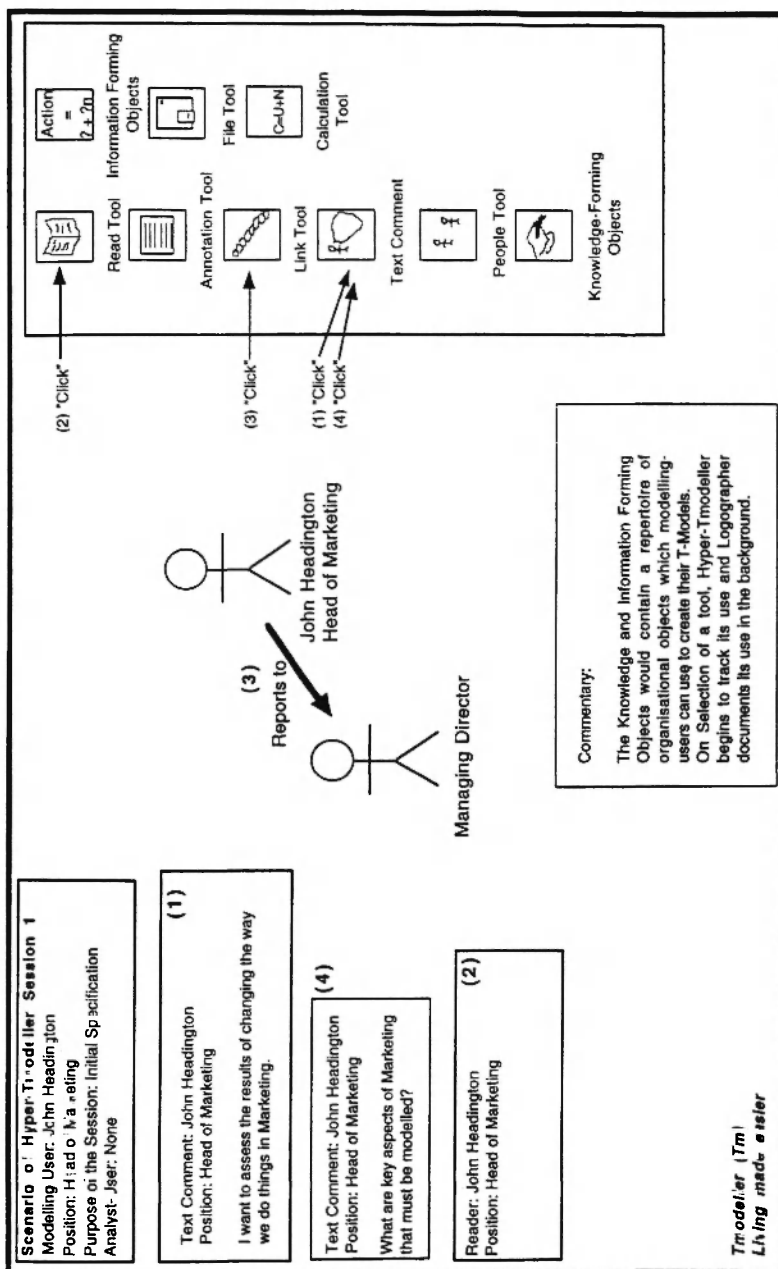 Scenario of Hyper-Tmodeller Session 1
Modelling User: John Headington
Position: Head of Marketing
Purpose of the Session: Initial Specification
Analyst-User: None
(1)
Text Comment: John Headington
Position: Head of Marketing
I want to assess the results of changing the way
we do things in Marketing.
(4)
Text Comment: John Headington
Position: Head of Marketing
What are key aspects of Marketing
that must be modelled?
(2)
Reader: John Headington
Position: Head of Marketing
Tmodeller (Tm)
Living made easier
John Headington
Head of Marketing
(3)
Reports to
Managing Director
Commentary:
The Knowledge and Information Forming
Objects would contain a repertoire of
organisational objects which modelling-
users can use to create their T-Models.
On Selection of a tool, Hyper-Tmodeller
begins to track its use and Logographer
documents its use in the background.
(2) "Click"
(3) "Click"
(1) "Click"
(4) "Click"
Read Tool
Annotation Tool
Link Tool
Text Comment
People Tool
Knowledge-Forming
Objects
Action
=
?+?n
Information Forming
Objects
File Tool
C=U+N
Calculation
Tool